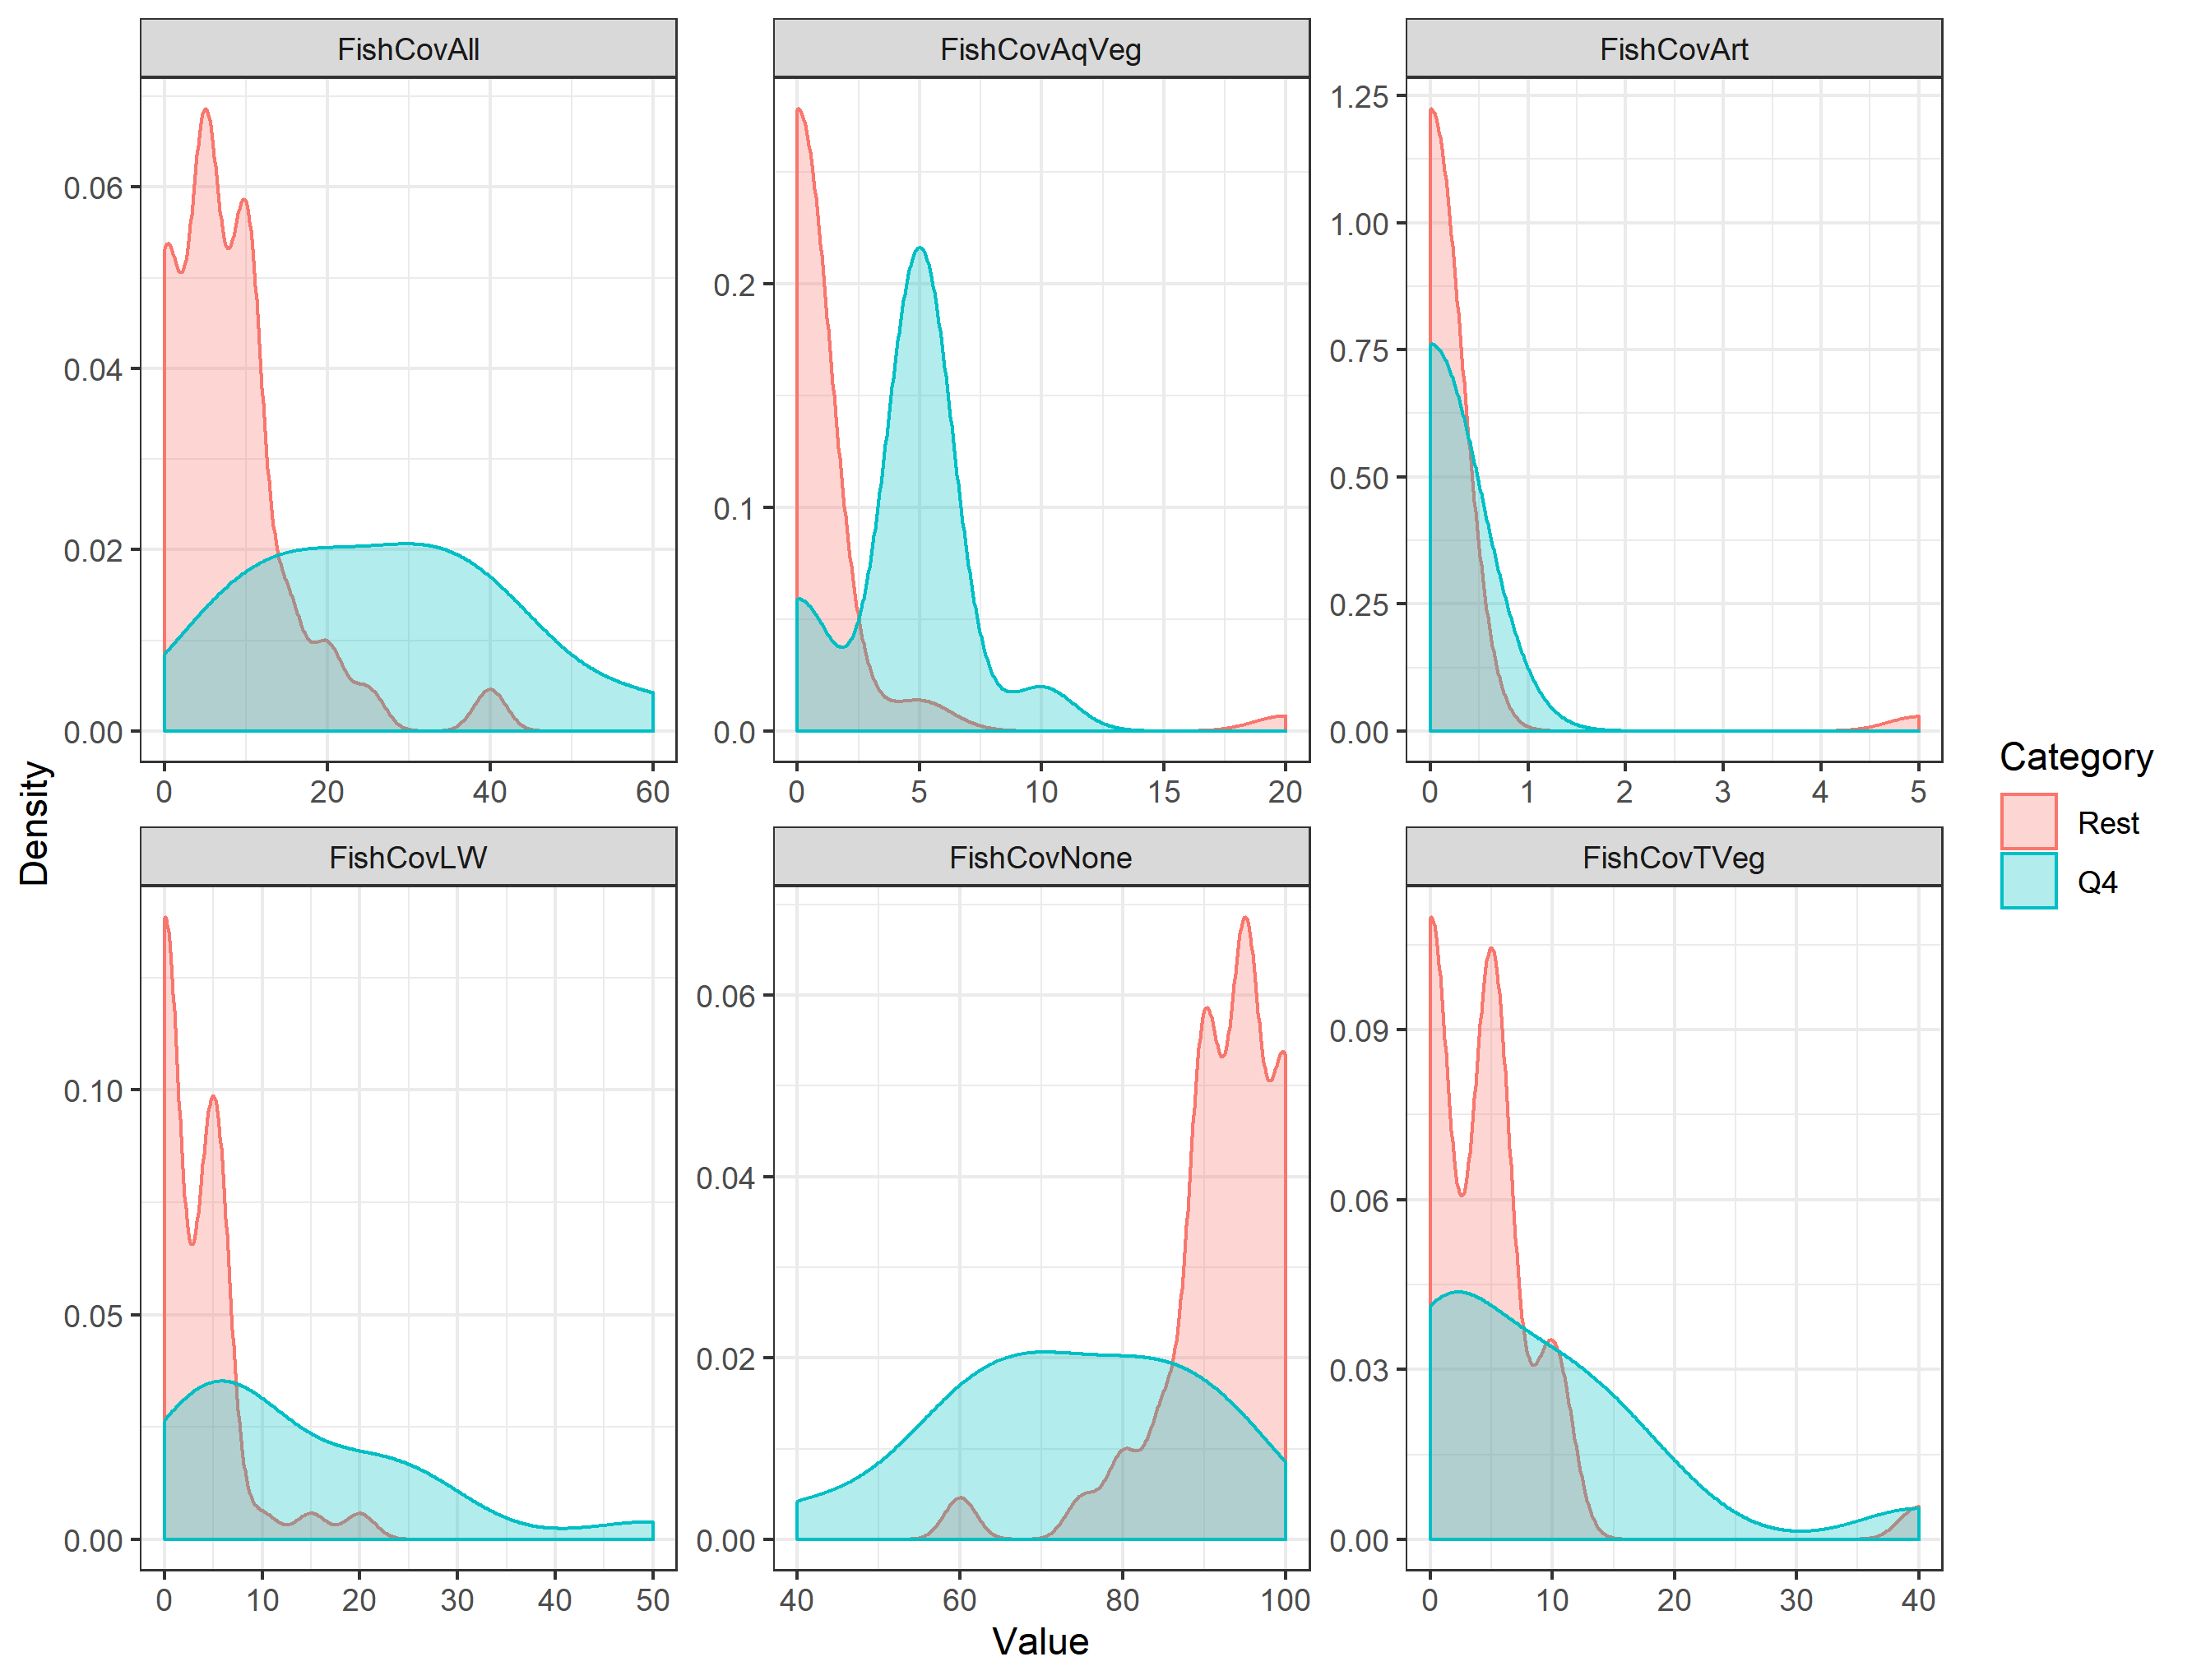 FishCovAll
FishCovAqVeg
FishCovArt
0.06
0.04
0.02
0.00
0.2
0.1
0.0
1.25
1.00
0.75
0.50
0.25
0.00
0 20 40 60
0 5 10 15 20
0 1 2 3 4 5
FishCovLW
FishCovNone
FishCovTVeg
0.10
0.05
0.00
0.06
0.04
0.02
0.00
0.09
0.06
0.03
0.00
0 10 20 30 40 50
40 60 80 100
0 10 20 30 40
Density
Value
Category
Rest
Q4